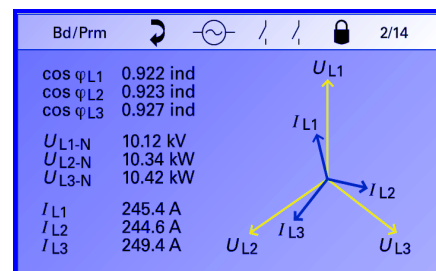 Bd/Prm 2/14
cos φL1 0.922 ind
cos φL2 0.923 ind
cos φL3 0.927 ind
UL1-N 10.12 kV
UL2-N 10.34 kW
UL3-N 10.42 kW
IL1 245.4 A
IL2 244.6 A
IL3 249.4 A
UL1
IL1
IL2
IL3
UL2
UL3